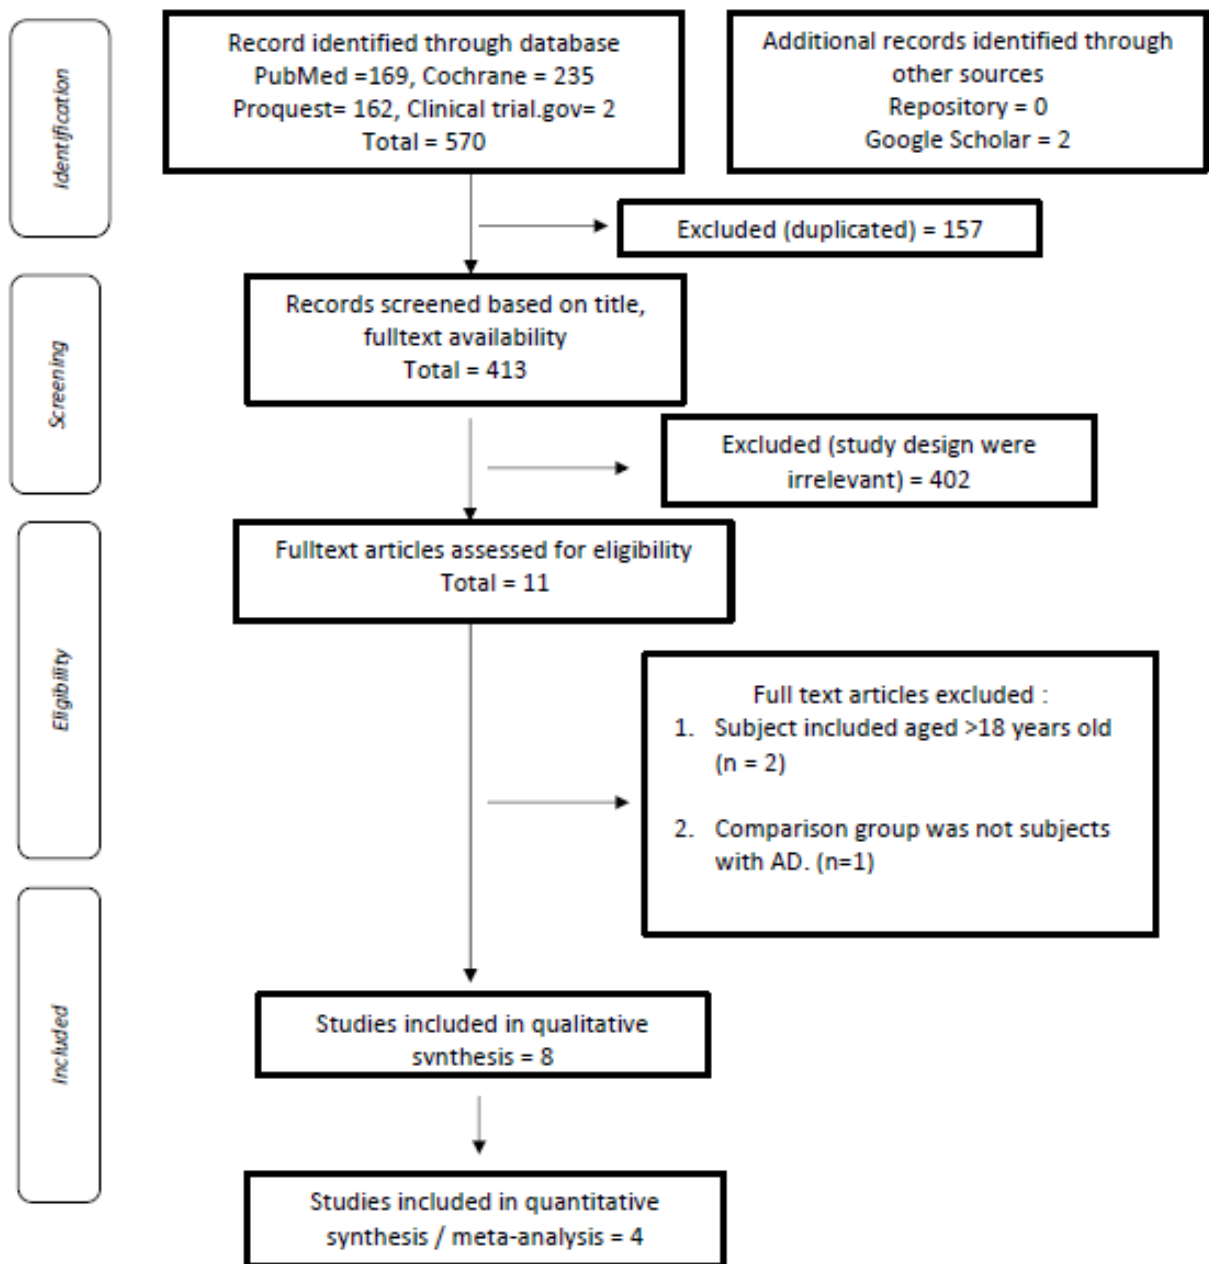 Identification
Record identified through database
PubMed =169, Cochrane = 235
Proquest= 162, Clinical trial.gov= 2
Total = 570
Additional records identified through
other sources
Repository = 0
Google Scholar = 2
Excluded (duplicated) = 157
Screening
Records screened based on title,
fulltext availability
Total = 413
Excluded (study design were
irrelevant) = 402
Eligibility
Fulltext articles assessed for eligibility
Total = 11
Full text articles excluded :
1. Subject included aged >18 years old
(n = 2)
2. Comparison group was not subjects
with AD. (n=1)
Included
Studies included in qualitative
synthesis = 8
Studies included in quantitative
synthesis / meta-analysis = 4